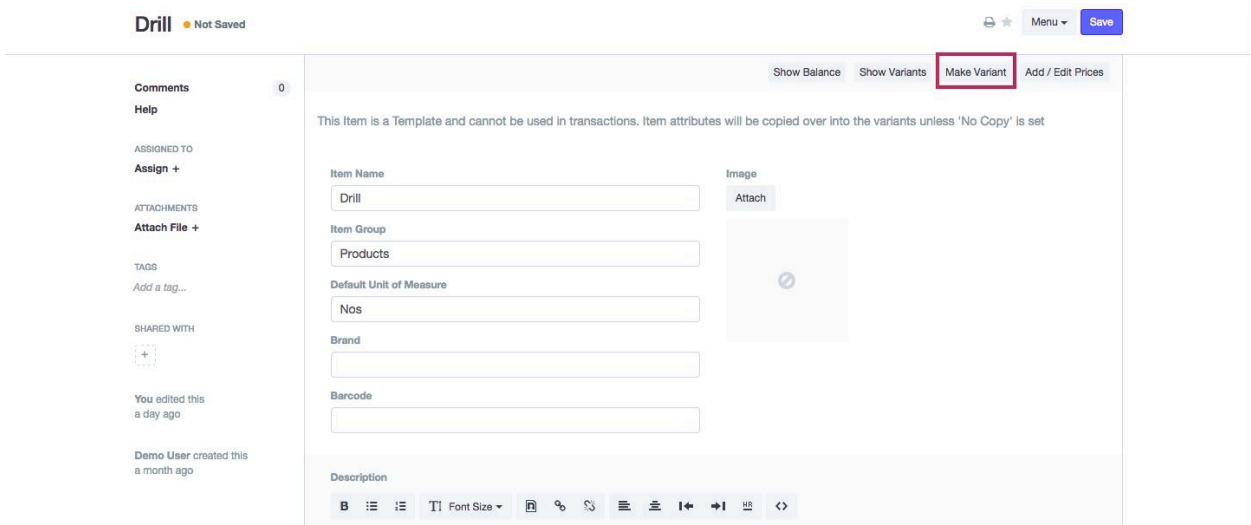 Drill Not Saved Menu Save
Show Balance Show Variants Make Variant Add / Edit Prices
Comments 0
Help
This Item is a Template and cannot be used in transactions. Item attributes will be copied over into the variants unless 'No Copy' is set
ASSIGNED TO
Assign +
ATTACHMENTS
Attach File +
TAGS
Add a tag...
SHARED WITH
+
You edited this
a day ago
Demo User created this
a month ago
Item Name
Drill
Item Group
Products
Default Unit of Measure
Nos
Brand
Barcode
Image
Attach
Description
B Font Size HR <>